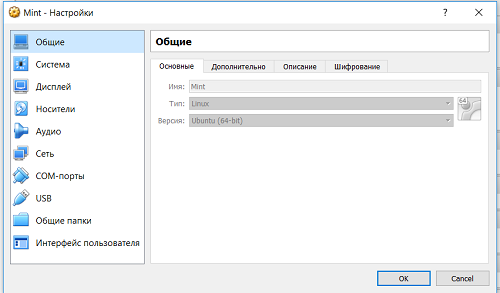 Mint - Настройки
Общие
Система
Дисплей
Носители
Аудио
Сеть
COM-порты
USB
Общие папки
Интерфейс пользователя
Общие
Основные Дополнительно Описание Шифрование
Имя: Mint
Тип: Linux
64
Версия: Ubuntu (64-bit)
OK Cancel